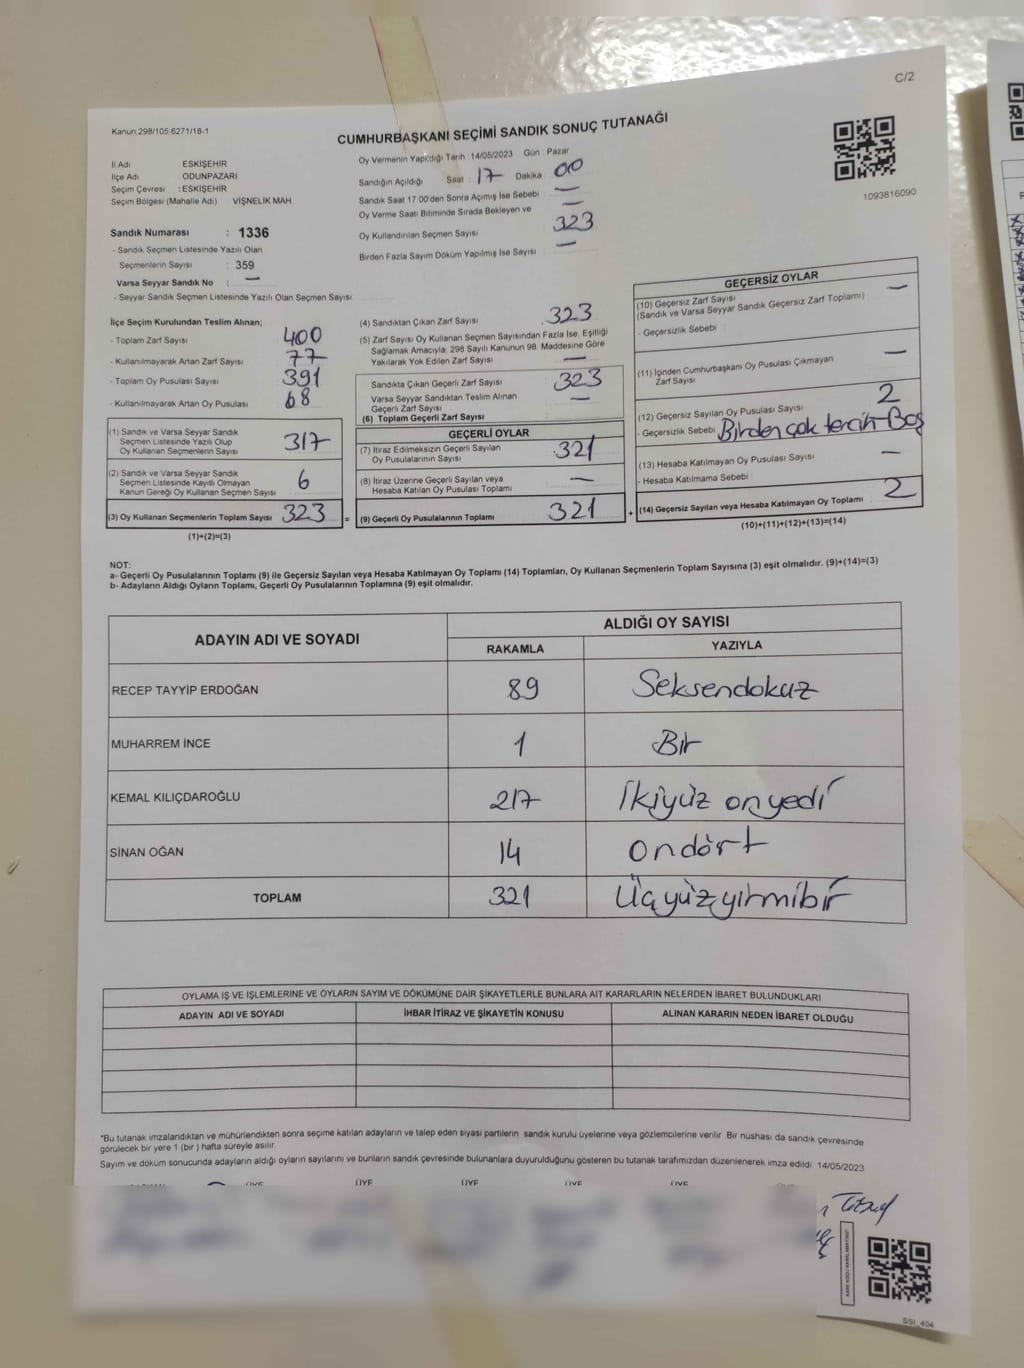 C/2
Kanun:298/105,6271/18-1
CUMHURBAŞKANI SEÇİMİ SANDIK SONUÇ TUTANAĞI
İl Adı ESKİŞEHİR
İlçe Adı ODUNPAZARI
Seçim Çevresi : ESKİŞEHİR
Seçim Bölgesi (Mahalle Adı) VİŞNELİK MAH.
Oy Vermenin Yapıldığı Tarih 14/05/2023 Gün : Pazar
Sandığın Açıldığı Saat : 17 Dakika 00
Sandık Saat 17.00'den Sonra Açımış İse Sebebi : —
Oy Verme Saati Bitiminde Sırada Bekleyen ve —
Oy Kullandırılan Seçmen Sayısı 323
Birden Fazla Sayım Döküm Yapılmış İse Sayısı —
1093816090
Sandık Numarası : 1336
- Sandık Seçmen Listesinde Yazılı Olan
Seçmenlerin Sayısı : 359
Varsa Seyyar Sandık No : —
- Seyyar Sandık Seçmen Listesinde Yazılı Olan Seçmen Sayısı
İlçe Seçim Kurulundan Teslim Alınan;
- Toplam Zarf Sayısı 400
- Kullanılmayarak Artan Zarf Sayısı 77
- Toplam Oy Pusulası Sayısı 391
- Kullanılmayarak Artan Oy Pusulası 68
(4) Sandıktan Çıkan Zarf Sayısı 323
(5) Zarf Sayısı Oy Kullanan Seçmen Sayısından Fazla İse, Eşitliği
Sağlamak Amacıyla, 298 Sayılı Kanunun 98. Maddesine Göre
Yakılarak Yok Edilen Zarf Sayısı —
Sandıkta Çıkan Geçerli Zarf Sayısı 323
Varsa Seyyar Sandıktan Teslim Alınan
Geçerli Zarf Sayısı —
(6) Toplam Geçerli Zarf Sayısı
GEÇERSİZ OYLAR
(10) Geçersiz Zarf Sayısı
(Sandık ve Varsa Seyyar Sandık Geçersiz Zarf Toplamı) —
- Geçersizlik Sebebi
(11) İçinden Cumhurbaşkanı Oy Pusulası Çıkmayan
Zarf Sayısı —
(12) Geçersiz Sayılan Oy Pusulası Sayısı 2
- Geçersizlik Sebebi Birden çok tercih-Boş
(13) Hesaba Katılmayan Oy Pusulası Sayısı —
- Hesaba Katılmama Sebebi
(14) Geçersiz Sayılan veya Hesaba Katılmayan Oy Toplamı 2
(10)+(11)+(12)+(13)=(14)
(1) Sandık ve Varsa Seyyar Sandık
Seçmen Listesinde Yazılı Olup
Oy Kullanan Seçmenlerin Sayısı 317
(2) Sandık ve Varsa Seyyar Sandık
Seçmen Listesinde Kayıtlı Olmayan
Kanun Gereği Oy Kullanan Seçmen Sayısı 6
(3) Oy Kullanan Seçmenlerin Toplam Sayısı 323 =
(1)+(2)=(3)
GEÇERLİ OYLAR
(7) İtiraz Edilmeksizin Geçerli Sayılan
Oy Pusulalarının Sayısı 321
(8) İtiraz Üzerine Geçerli Sayılan veya
Hesaba Katılan Oy Pusulası Toplamı —
(9) Geçerli Oy Pusulalarının Toplamı 321 +
NOT:
a- Geçerli Oy Pusulalarının Toplamı (9) ile Geçersiz Sayılan veya Hesaba Katılmayan Oy Toplamı (14) Toplamları, Oy Kullanan Seçmenlerin Toplam Sayısına (3) eşit olmalıdır. (9)+(14)=(3)
b- Adayların Aldığı Oyların Toplamı, Geçerli Oy Pusulalarının Toplamına (9) eşit olmalıdır.
ADAYIN ADI VE SOYADI ALDIĞI OY SAYISI
RAKAMLA YAZIYLA
RECEP TAYYİP ERDOĞAN 89 Seksendokuz
MUHARREM İNCE 1 Bir
KEMAL KILIÇDAROĞLU 217 İkiyüz onyedi
SİNAN OĞAN 14 ondört
TOPLAM 321 Üçyüzyirmibir
OYLAMA İŞ VE İŞLEMLERİNE VE OYLARIN SAYIM VE DÖKÜMÜNE DAİR ŞİKAYETLERLE BUNLARA AİT KARARLARIN NELERDEN İBARET BULUNDUKLARI
ADAYIN ADI VE SOYADI İHBAR İTİRAZ VE ŞİKAYETİN KONUSU ALINAN KARARIN NEDEN İBARET OLDUĞU
*Bu tutanak imzalandıktan ve mühürlendikten sonra seçime katılan adayların ve talep eden siyasi partilerin sandık kurulu üyelerine veya gözlemcilerine verilir. Bir nushası da sandık çevresinde
görülecek bir yere 1 (bir ) hafta süreyle asılır.
Sayım ve döküm sonucunda adayların aldığı oyların sayılarını ve bunların sandık çevresinde bulunanlara duyurulduğunu gösteren bu tutanak tarafımızdan düzenlenerek imza edildi. 14/05/2023
ÜYE ÜYE ÜYE ÜYE ÜYE
SSI_404